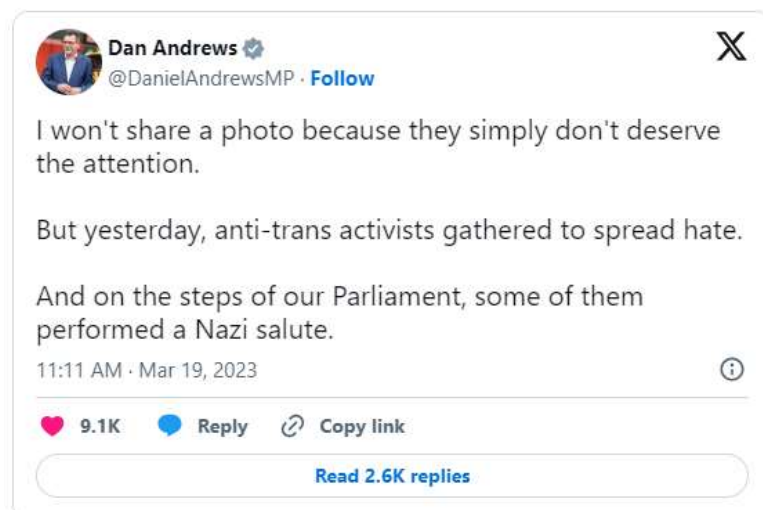 Dan Andrews
@DanielAndrewsMP · Follow
I won't share a photo because they simply don't deserve
the attention.
But yesterday, anti-trans activists gathered to spread hate.
And on the steps of our Parliament, some of them
performed a Nazi salute.
11:11 AM · Mar 19, 2023
9.1K Reply Copy link
Read 2.6K replies